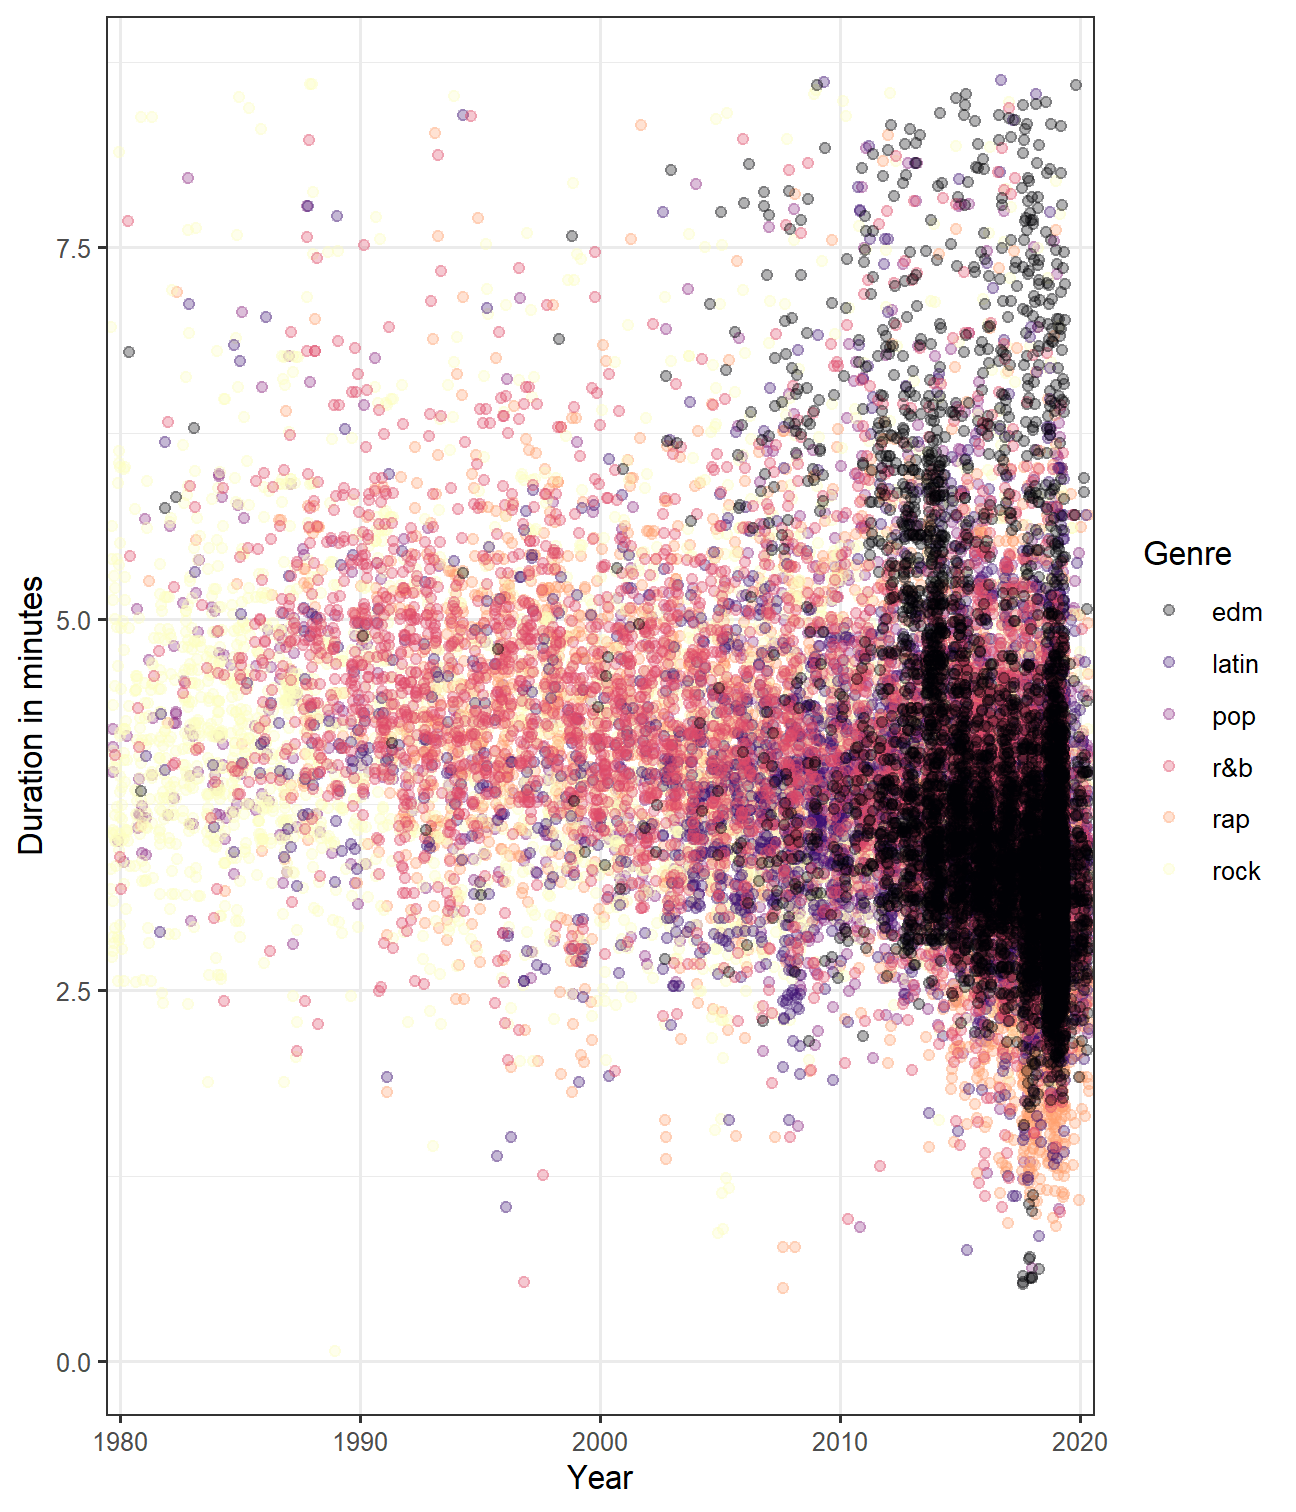 7.5
5.0
2.5
0.0
Duration in minutes
1980
1990
2000
2010
2020
Year
Genre
edm
latin
pop
r&b
rap
rock